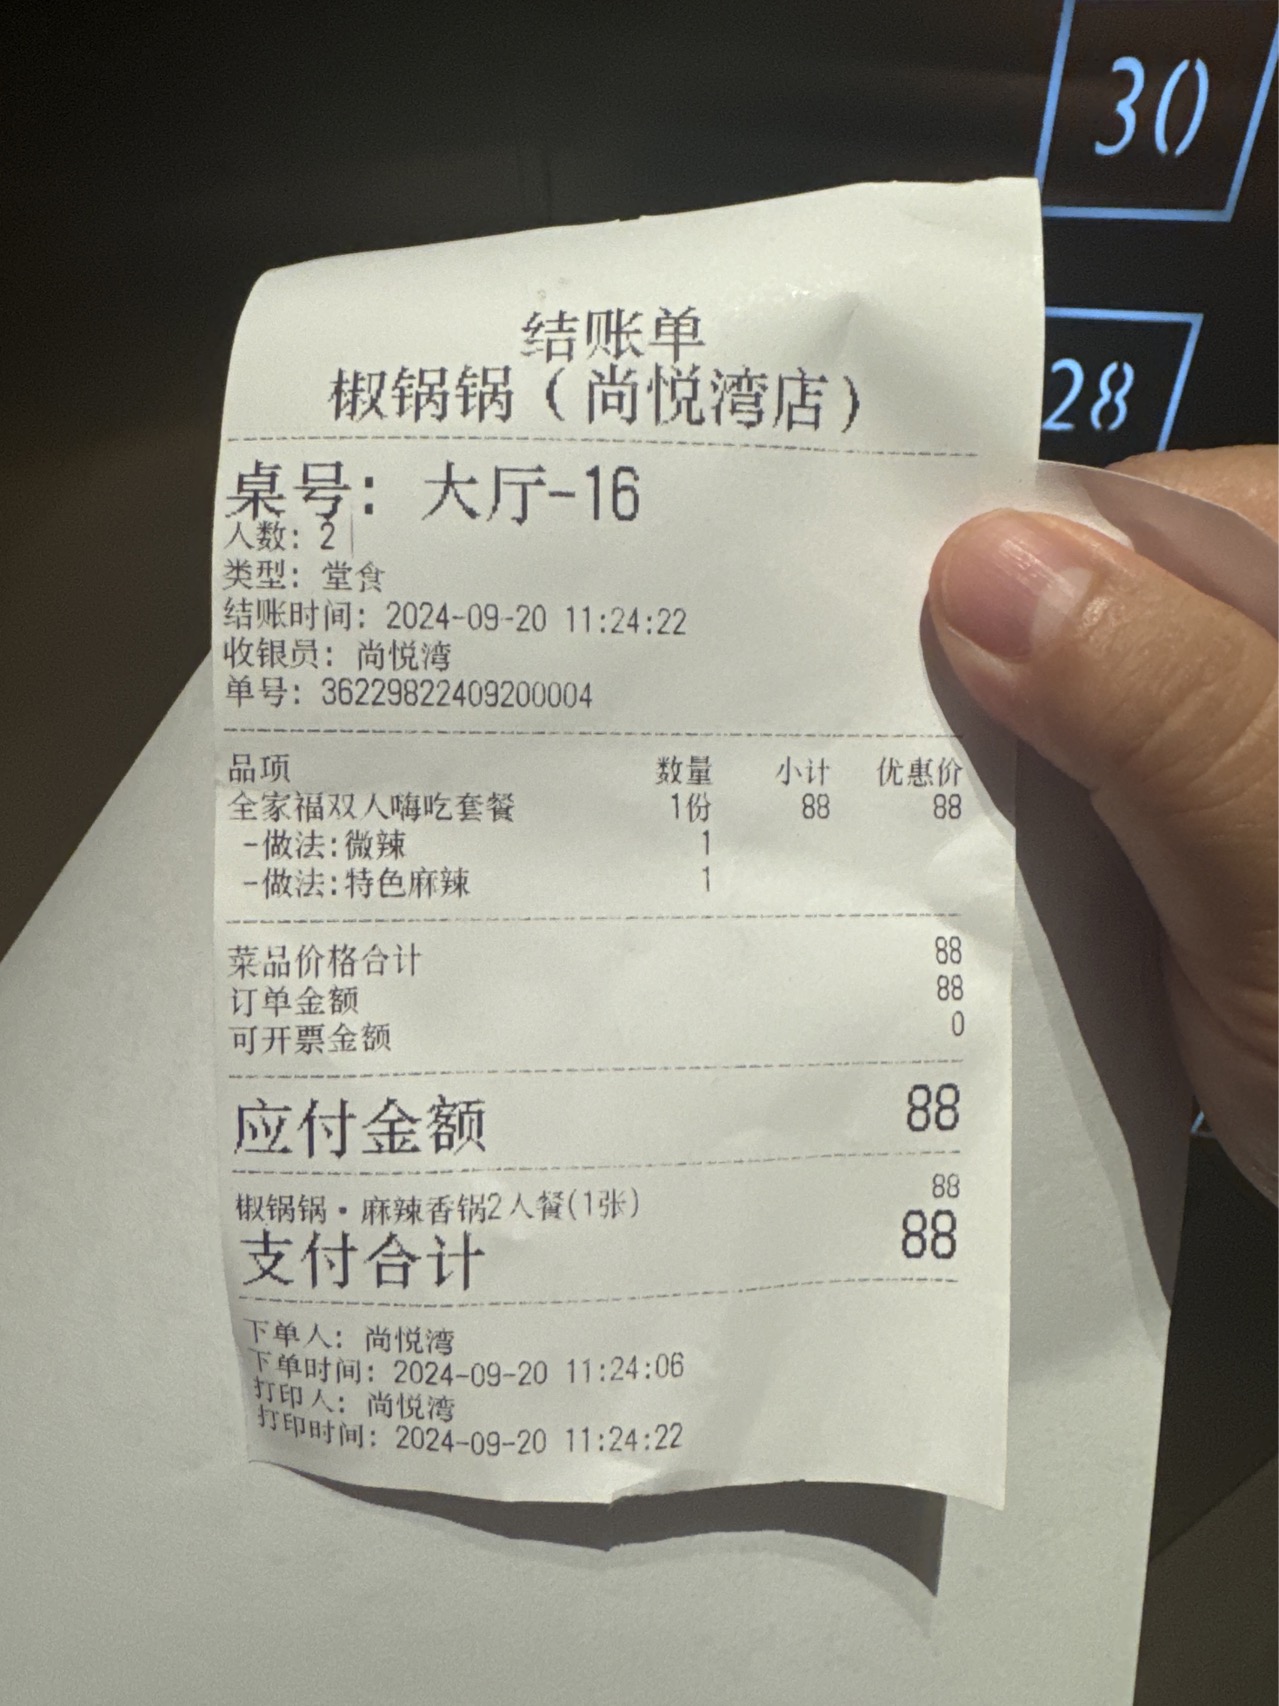 30
28
结账单
椒锅锅（尚悦湾店）
桌号：大厅-16
人数：2
类型：堂食
结账时间：2024-09-20 11:24:22
收银员：尚悦湾
单号：36229822409200004
品项 数量 小计 优惠价
全家福双人嗨吃套餐 1份 88 88
-做法:微辣 1
-做法:特色麻辣 1
菜品价格合计 88
订单金额 88
可开票金额 0
应付金额 88
椒锅锅·麻辣香锅2人餐(1张) 88
支付合计 88
下单人：尚悦湾
下单时间：2024-09-20 11:24:06
打印人：尚悦湾
打印时间：2024-09-20 11:24:22